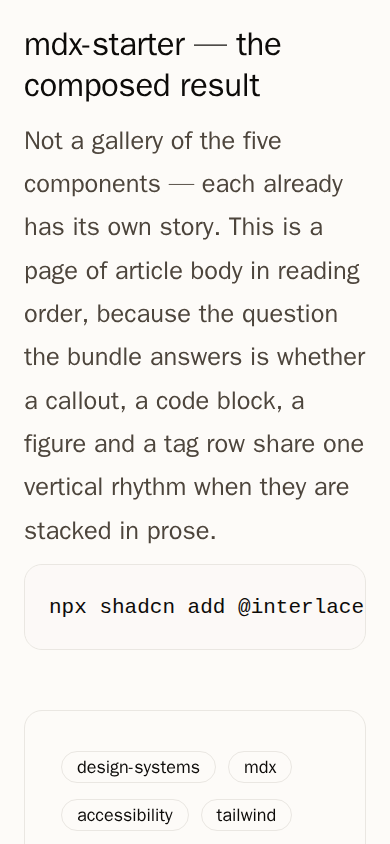 mdx-starter — the
composed result
Not a gallery of the five
components — each already
has its own story. This is a
page of article body in reading
order, because the question
the bundle answers is whether
a callout, a code block, a
figure and a tag row share one
vertical rhythm when they are
stacked in prose.
npx shadcn add @interlace
design-systems mdx
accessibility tailwind